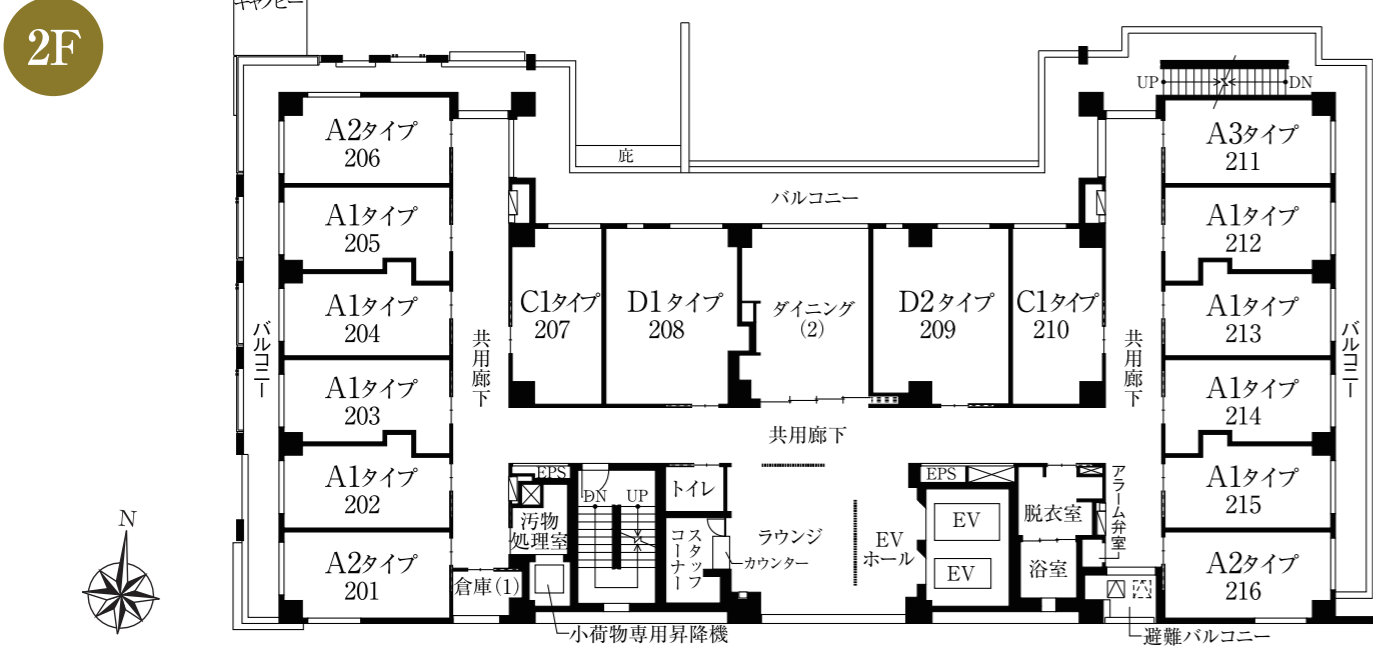 キャノピー
2F
UP
DN
A2タイプ
206
A3タイプ
211
庇
バルコニー
A1タイプ
205
A1タイプ
212
C1タイプ
207
D1タイプ
208
ダイニング
(2)
D2タイプ
209
C1タイプ
210
A1タイプ
204
A1タイプ
213
バルコニー
共用廊下
共用廊下
バルコニー
A1タイプ
203
A1タイプ
214
共用廊下
A1タイプ
202
A1タイプ
215
EPS
DN
UP
トイレ
EPS
アラーム弁室
汚物
処理室
スタッフ
コーナー
ラウンジ
カウンター
EV
ホール
EV
EV
脱衣室
浴室
N
A2タイプ
201
倉庫(1)
A2タイプ
216
小荷物専用昇降機
避難バルコニー